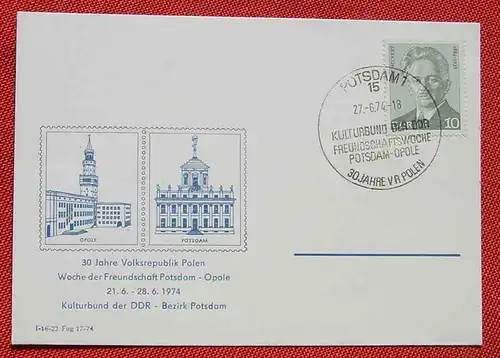 POTSDAM 1
15
27.-6.74-18
KULTURBUND DER DDR
FREUNDSCHAFTSWOCHE
POTSDAM-OPOLE
30 JAHRE V R POLEN
10
OPOLE
POTSDAM
30 Jahre Volksrepublik Polen
Woche der Freundschaft Potsdam - Opole
21. 6. - 28. 6. 1974
Kulturbund der DDR - Bezirk Potsdam
I-16-22 Fug 17-74